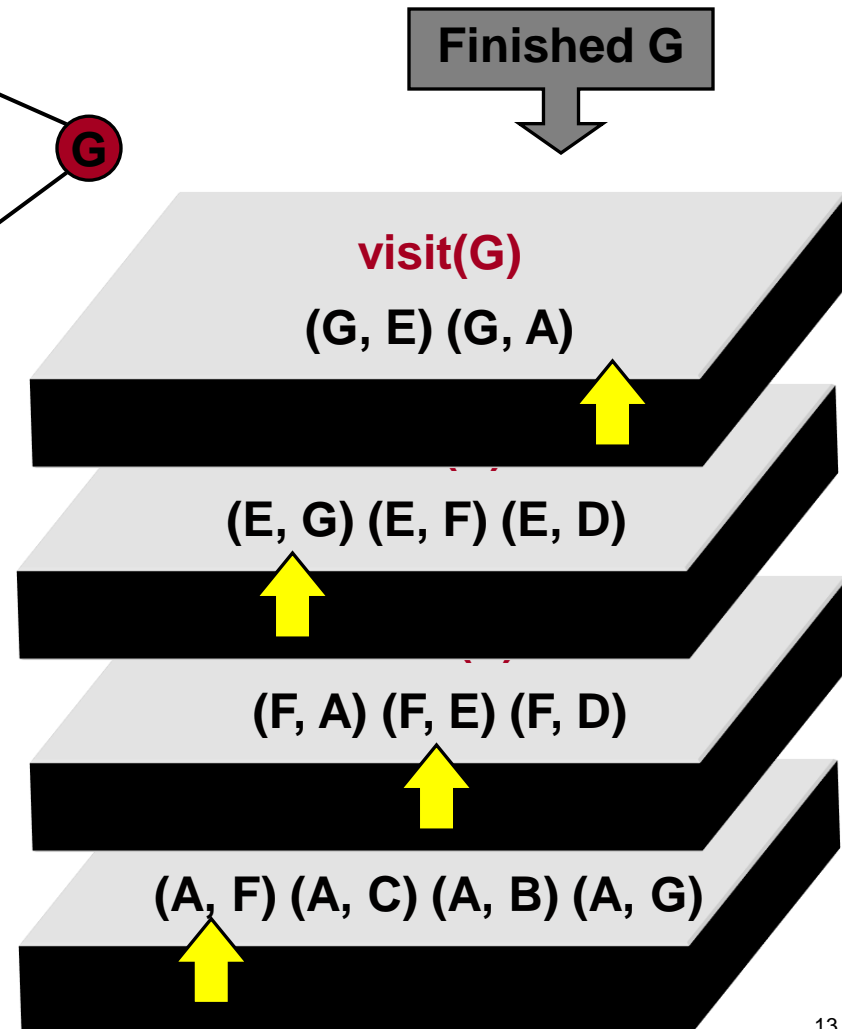 Finished G
G
visit(G)
(G, E) (G, A)
(E, G) (E, F) (E, D)
(F, A) (F, E) (F, D)
(A, F) (A, C) (A, B) (A, G)
13